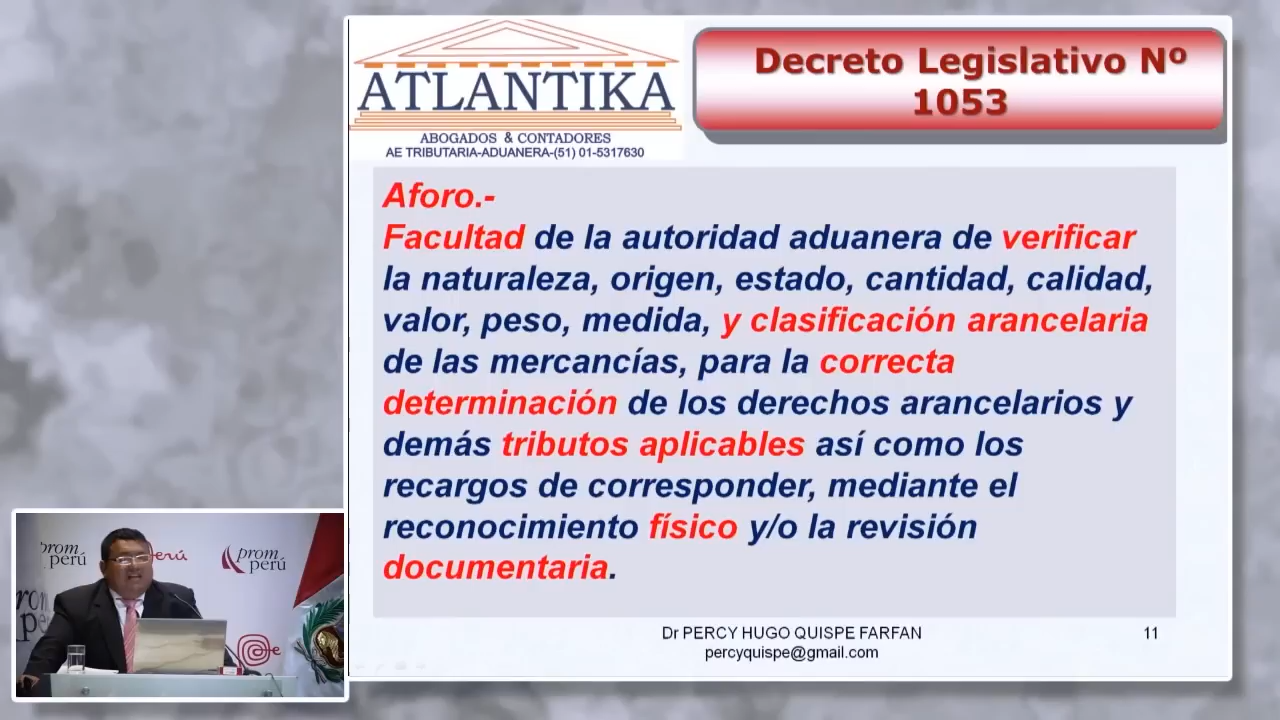 ATLANTIKA
ABOGADOS & CONTADORES
AE TRIBUTARIA-ADUANERA-(51) 01-5317630
Decreto Legislativo Nº
1053
Aforo.-
Facultad de la autoridad aduanera de verificar
la naturaleza, origen, estado, cantidad, calidad,
valor, peso, medida, y clasificación arancelaria
de las mercancías, para la correcta
determinación de los derechos arancelarios y
demás tributos aplicables así como los
recargos de corresponder, mediante el
reconocimiento físico y/o la revisión
documentaria.
Dr PERCY HUGO QUISPE FARFAN
percyquispe@gmail.com
11
prom
perú
prom
perú